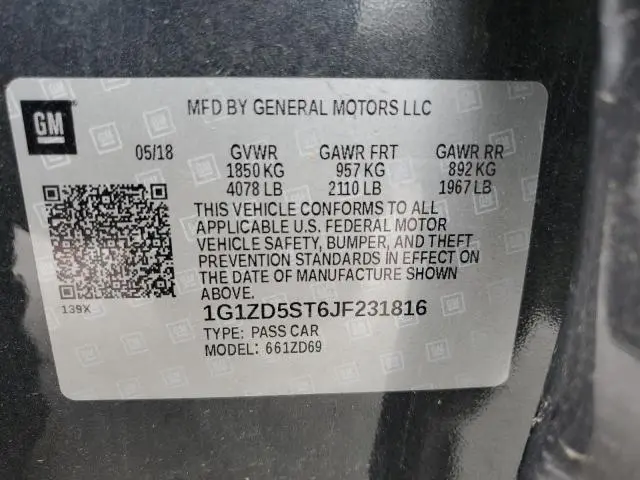 GM
MFD BY GENERAL MOTORS LLC
05/18 GVWR GAWR FRT GAWR RR
1850 KG 957 KG 892 KG
4078 LB 2110 LB 1967 LB
THIS VEHICLE CONFORMS TO ALL
APPLICABLE U.S. FEDERAL MOTOR
VEHICLE SAFETY, BUMPER, AND THEFT
PREVENTION STANDARDS IN EFFECT ON
THE DATE OF MANUFACTURE SHOWN
ABOVE.
139X
1G1ZD5ST6JF231816
TYPE: PASS CAR
MODEL: 661ZD69